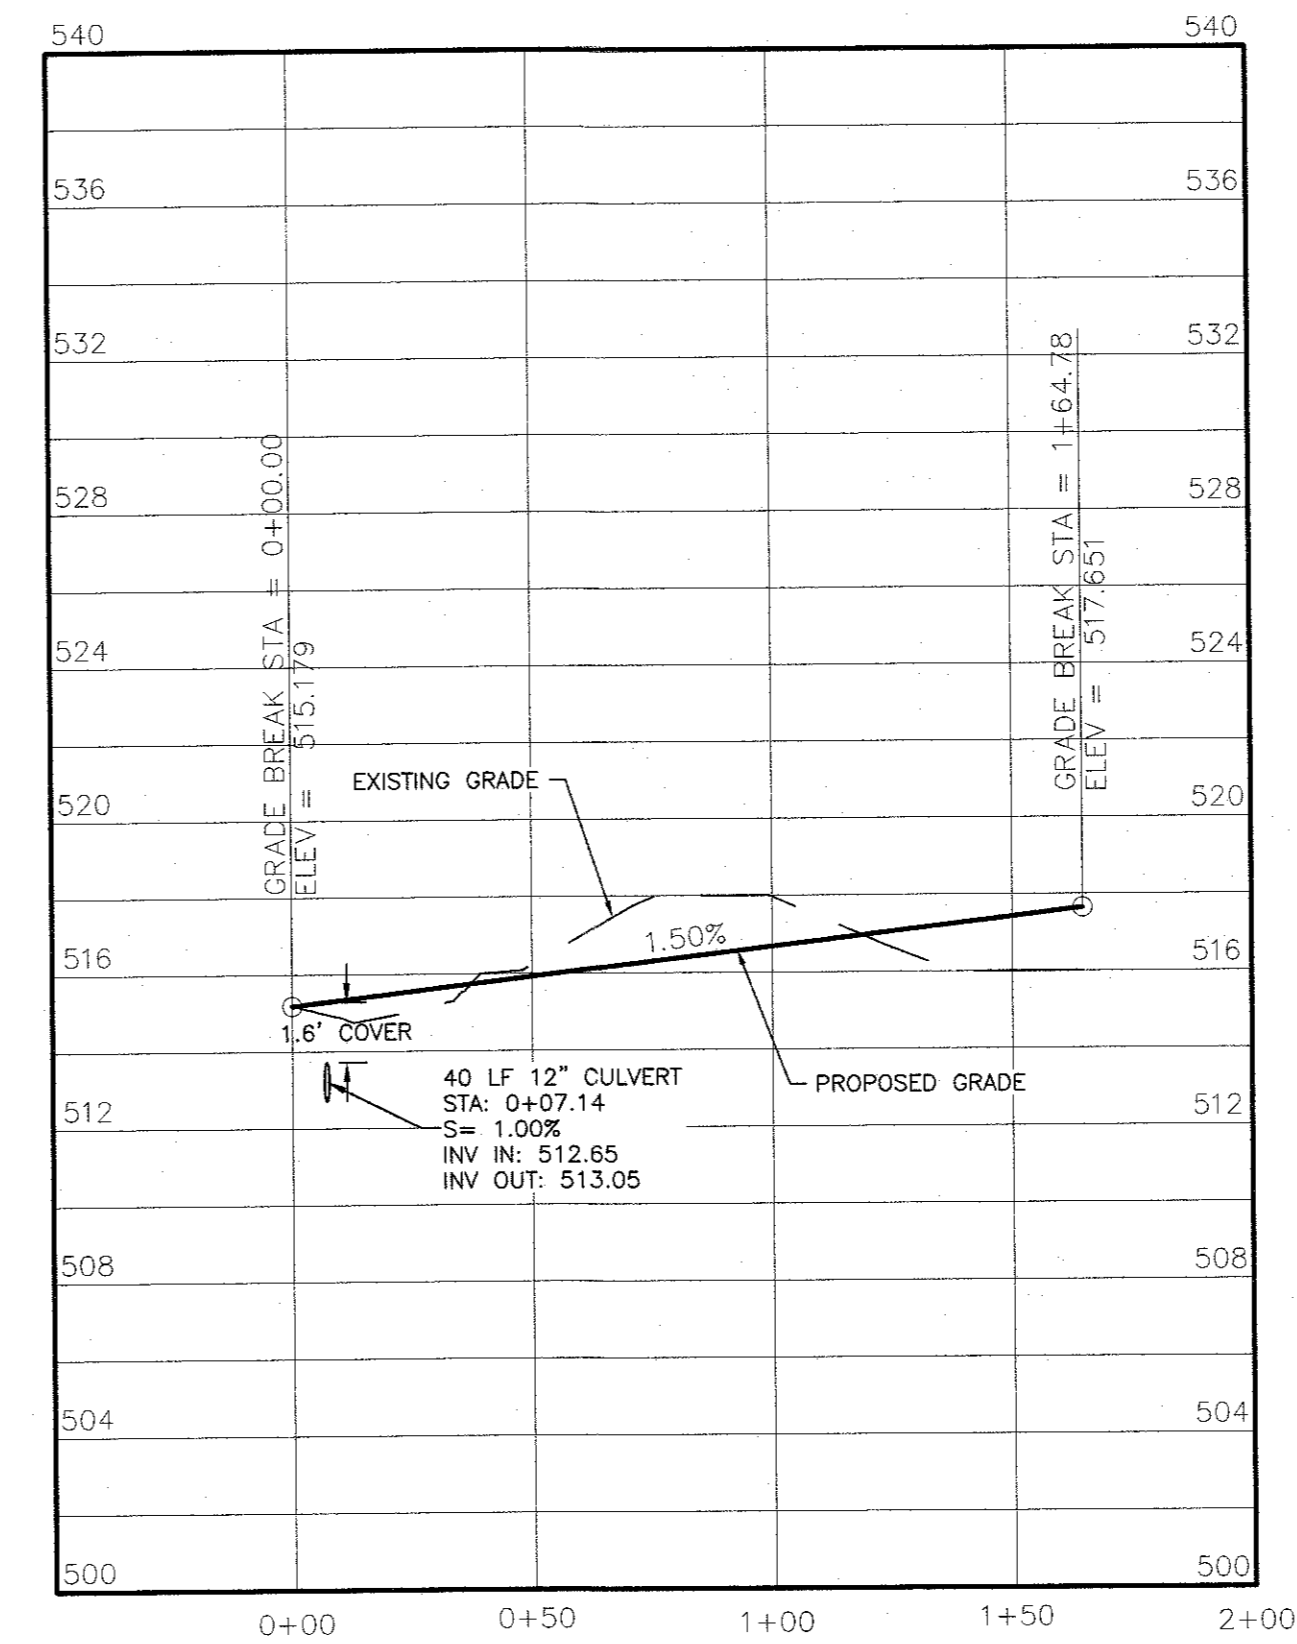 540 540
536 536
532 532
528 528
524 524
520 520
516 516
512 512
508 508
504 504
500 500
GRADE BREAK STA = 0+00.00
ELEV = 515.179
GRADE BREAK STA = 1+64.78
ELEV = 517.651
EXISTING GRADE
1.50%
1.6' COVER
PROPOSED GRADE
40 LF 12" CULVERT
STA: 0+07.14
S= 1.00%
INV IN: 512.65
INV OUT: 513.05
0+00 0+50 1+00 1+50 2+00